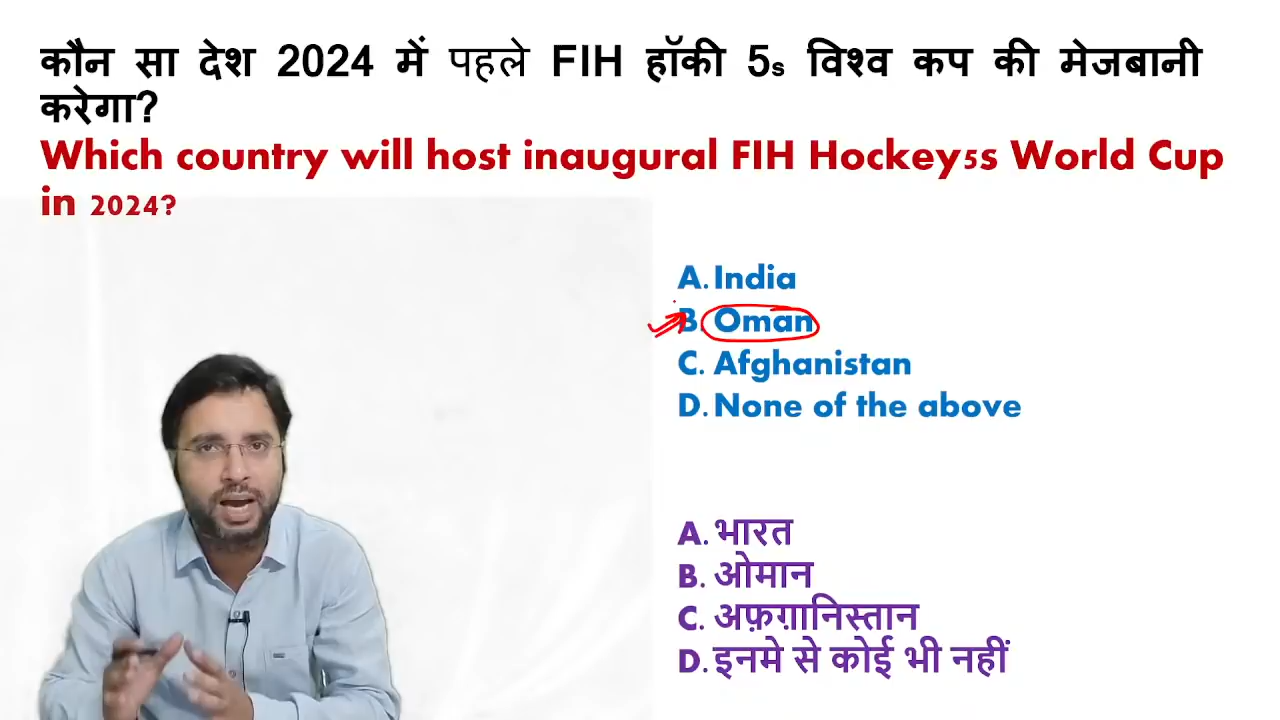 कौन सा देश 2024 में पहले FIH हॉकी 5s विश्व कप की मेजबानी
करेगा?
Which country will host inaugural FIH Hockey5s World Cup
in 2024?
A. India
B. Oman
C. Afghanistan
D. None of the above
A. भारत
B. ओमान
C. अफ़ग़ानिस्तान
D. इनमे से कोई भी नहीं